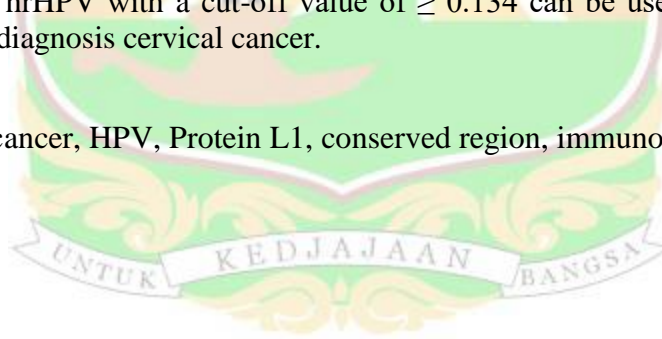 hrHPV with a cut-off value of ≥ 0.134 can be use
diagnosis cervical cancer.
cancer, HPV, Protein L1, conserved region, immuno
UNTUK KEDJAJAAN BANGSA